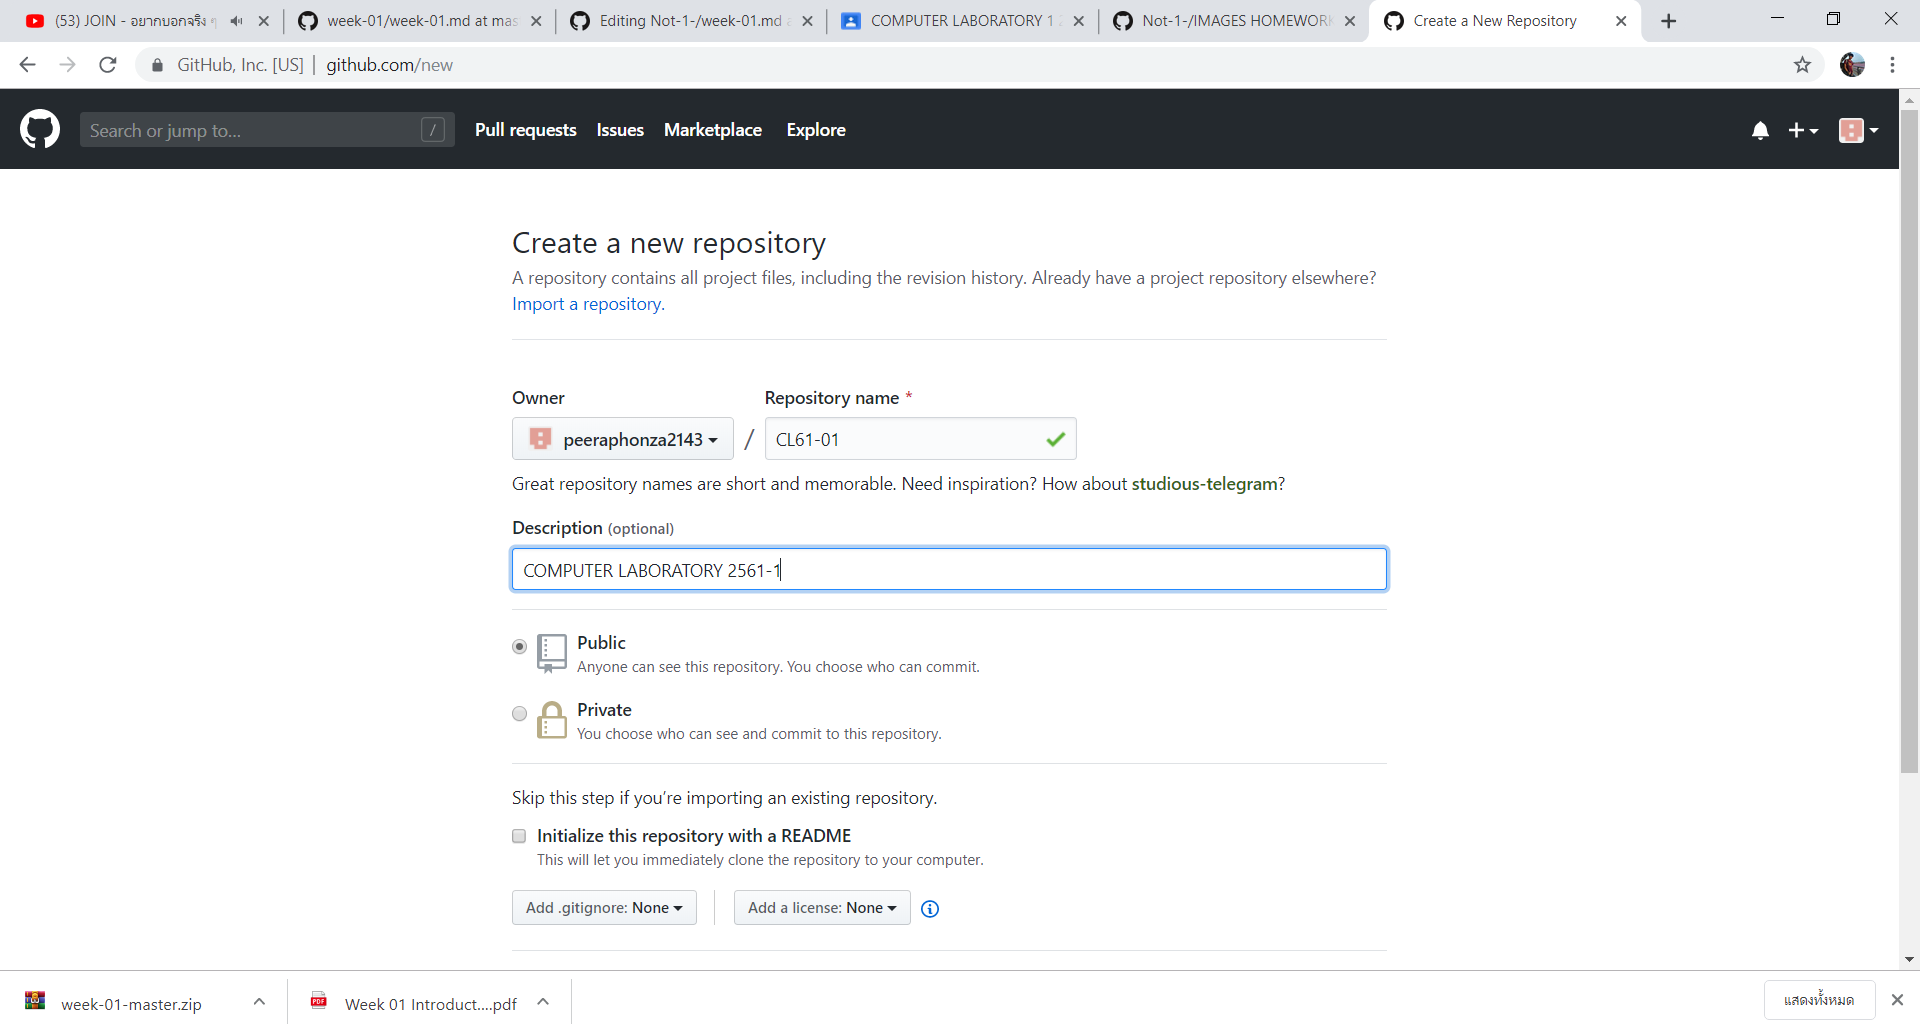 (53) JOIN - อยากบอกจริง ๆ
week-01/week-01.md at mas
Editing Not-1-/week-01.md a
COMPUTER LABORATORY 1 2
Not-1-/IMAGES HOMEWORK
Create a New Repository
GitHub, Inc. [US] | github.com/new
Search or jump to... /
Pull requests Issues Marketplace Explore
Create a new repository
A repository contains all project files, including the revision history. Already have a project repository elsewhere?
Import a repository.
Owner Repository name *
peeraphonza2143 / CL61-01
Great repository names are short and memorable. Need inspiration? How about studious-telegram?
Description (optional)
COMPUTER LABORATORY 2561-1
Public
Anyone can see this repository. You choose who can commit.
Private
You choose who can see and commit to this repository.
Skip this step if you’re importing an existing repository.
Initialize this repository with a README
This will let you immediately clone the repository to your computer.
Add .gitignore: None Add a license: None
week-01-master.zip
PDF
Week 01 Introduct....pdf
แสดงทั้งหมด